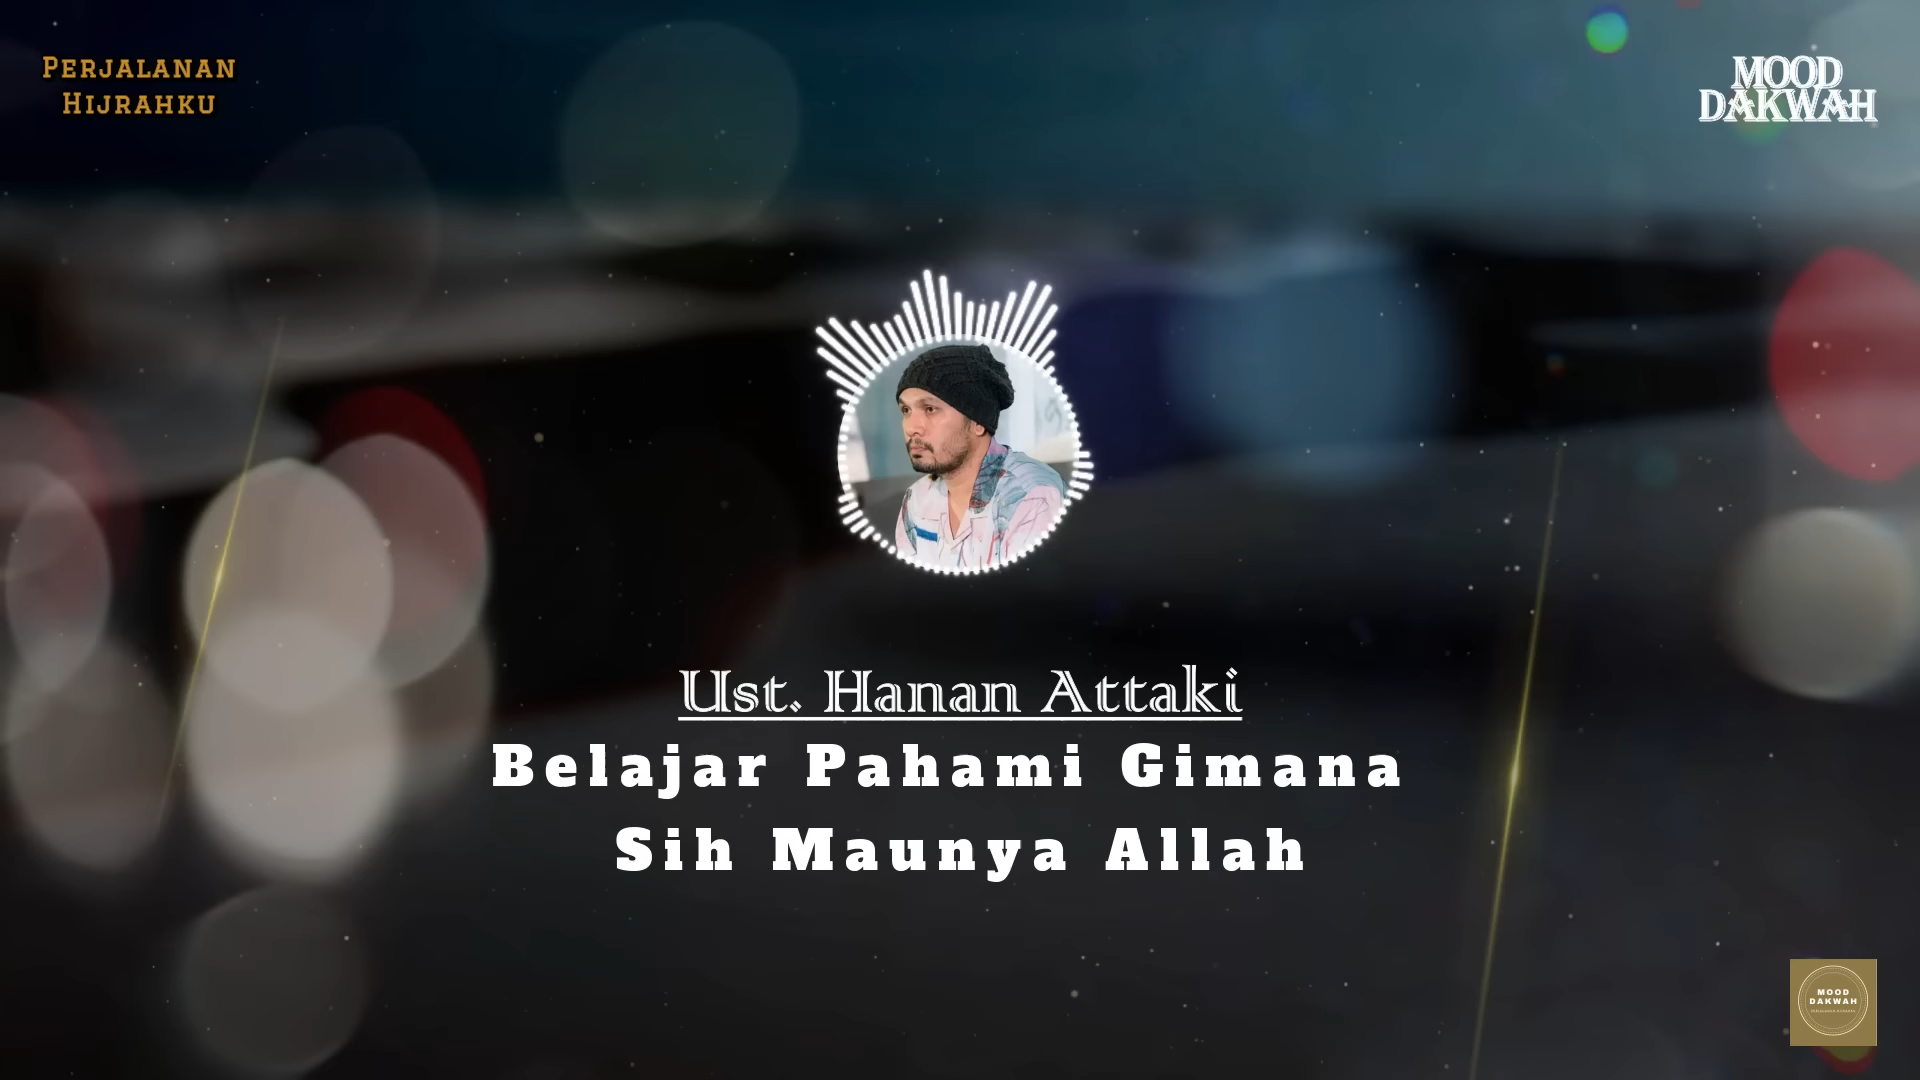 PERJALANAN
HIJRAHKU
MOOD
DAKWAH
Ust. Hanan Attaki
Belajar Pahami Gimana
Sih Maunya Allah
MOOD
DAKWAH